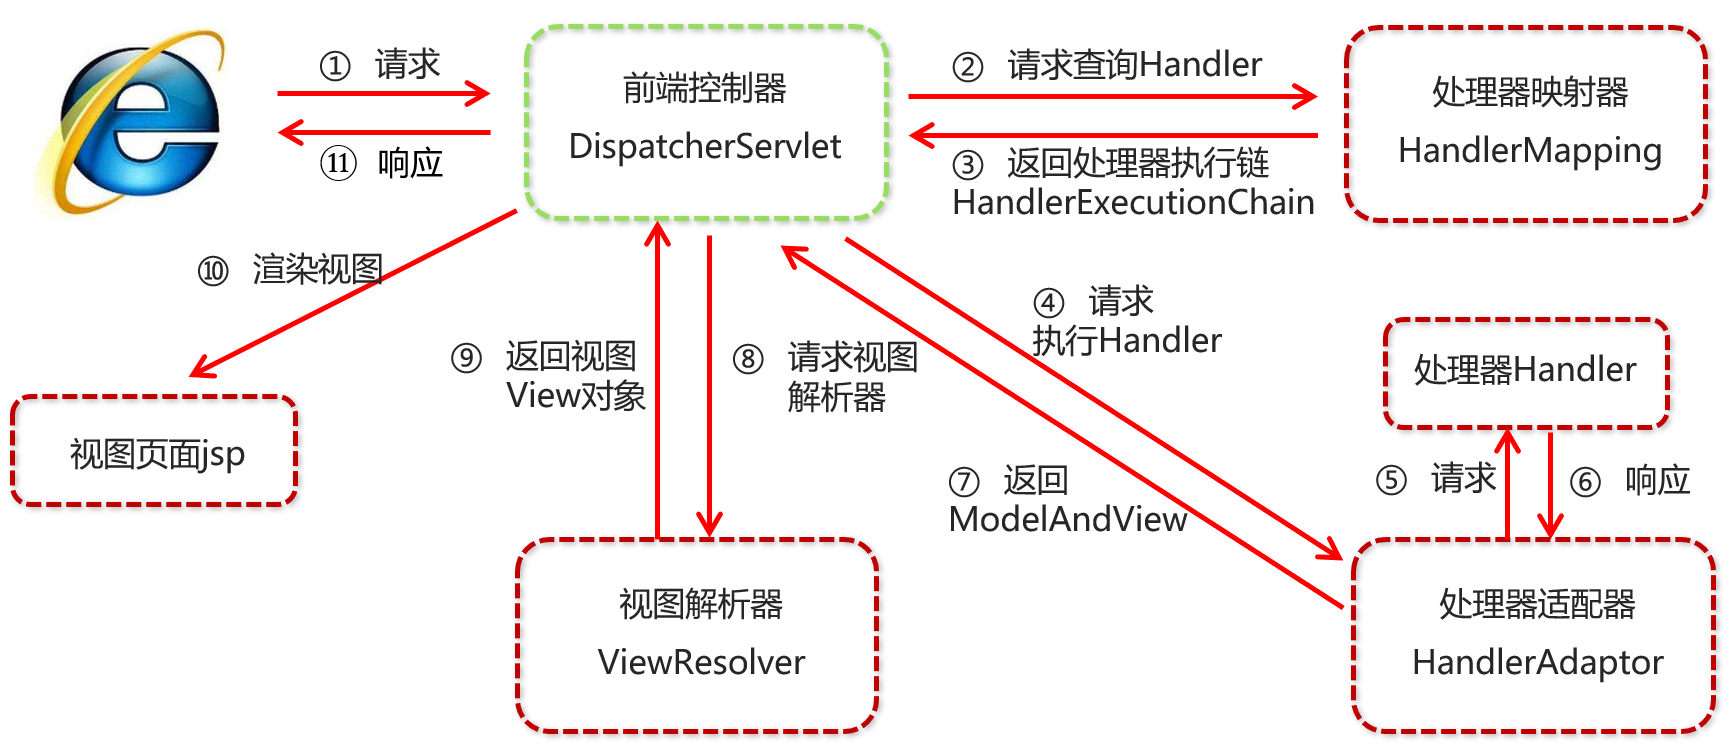 ① 请求
⑪ 响应
前端控制器
DispatcherServlet
② 请求查询Handler
③ 返回处理器执行链
HandlerExecutionChain
处理器映射器
HandlerMapping
⑩ 渲染视图
④ 请求
执行Handler
⑨ 返回视图
View对象
⑧ 请求视图
解析器
处理器Handler
视图页面jsp
⑦ 返回
ModelAndView
⑤ 请求
⑥ 响应
视图解析器
ViewResolver
处理器适配器
HandlerAdaptor